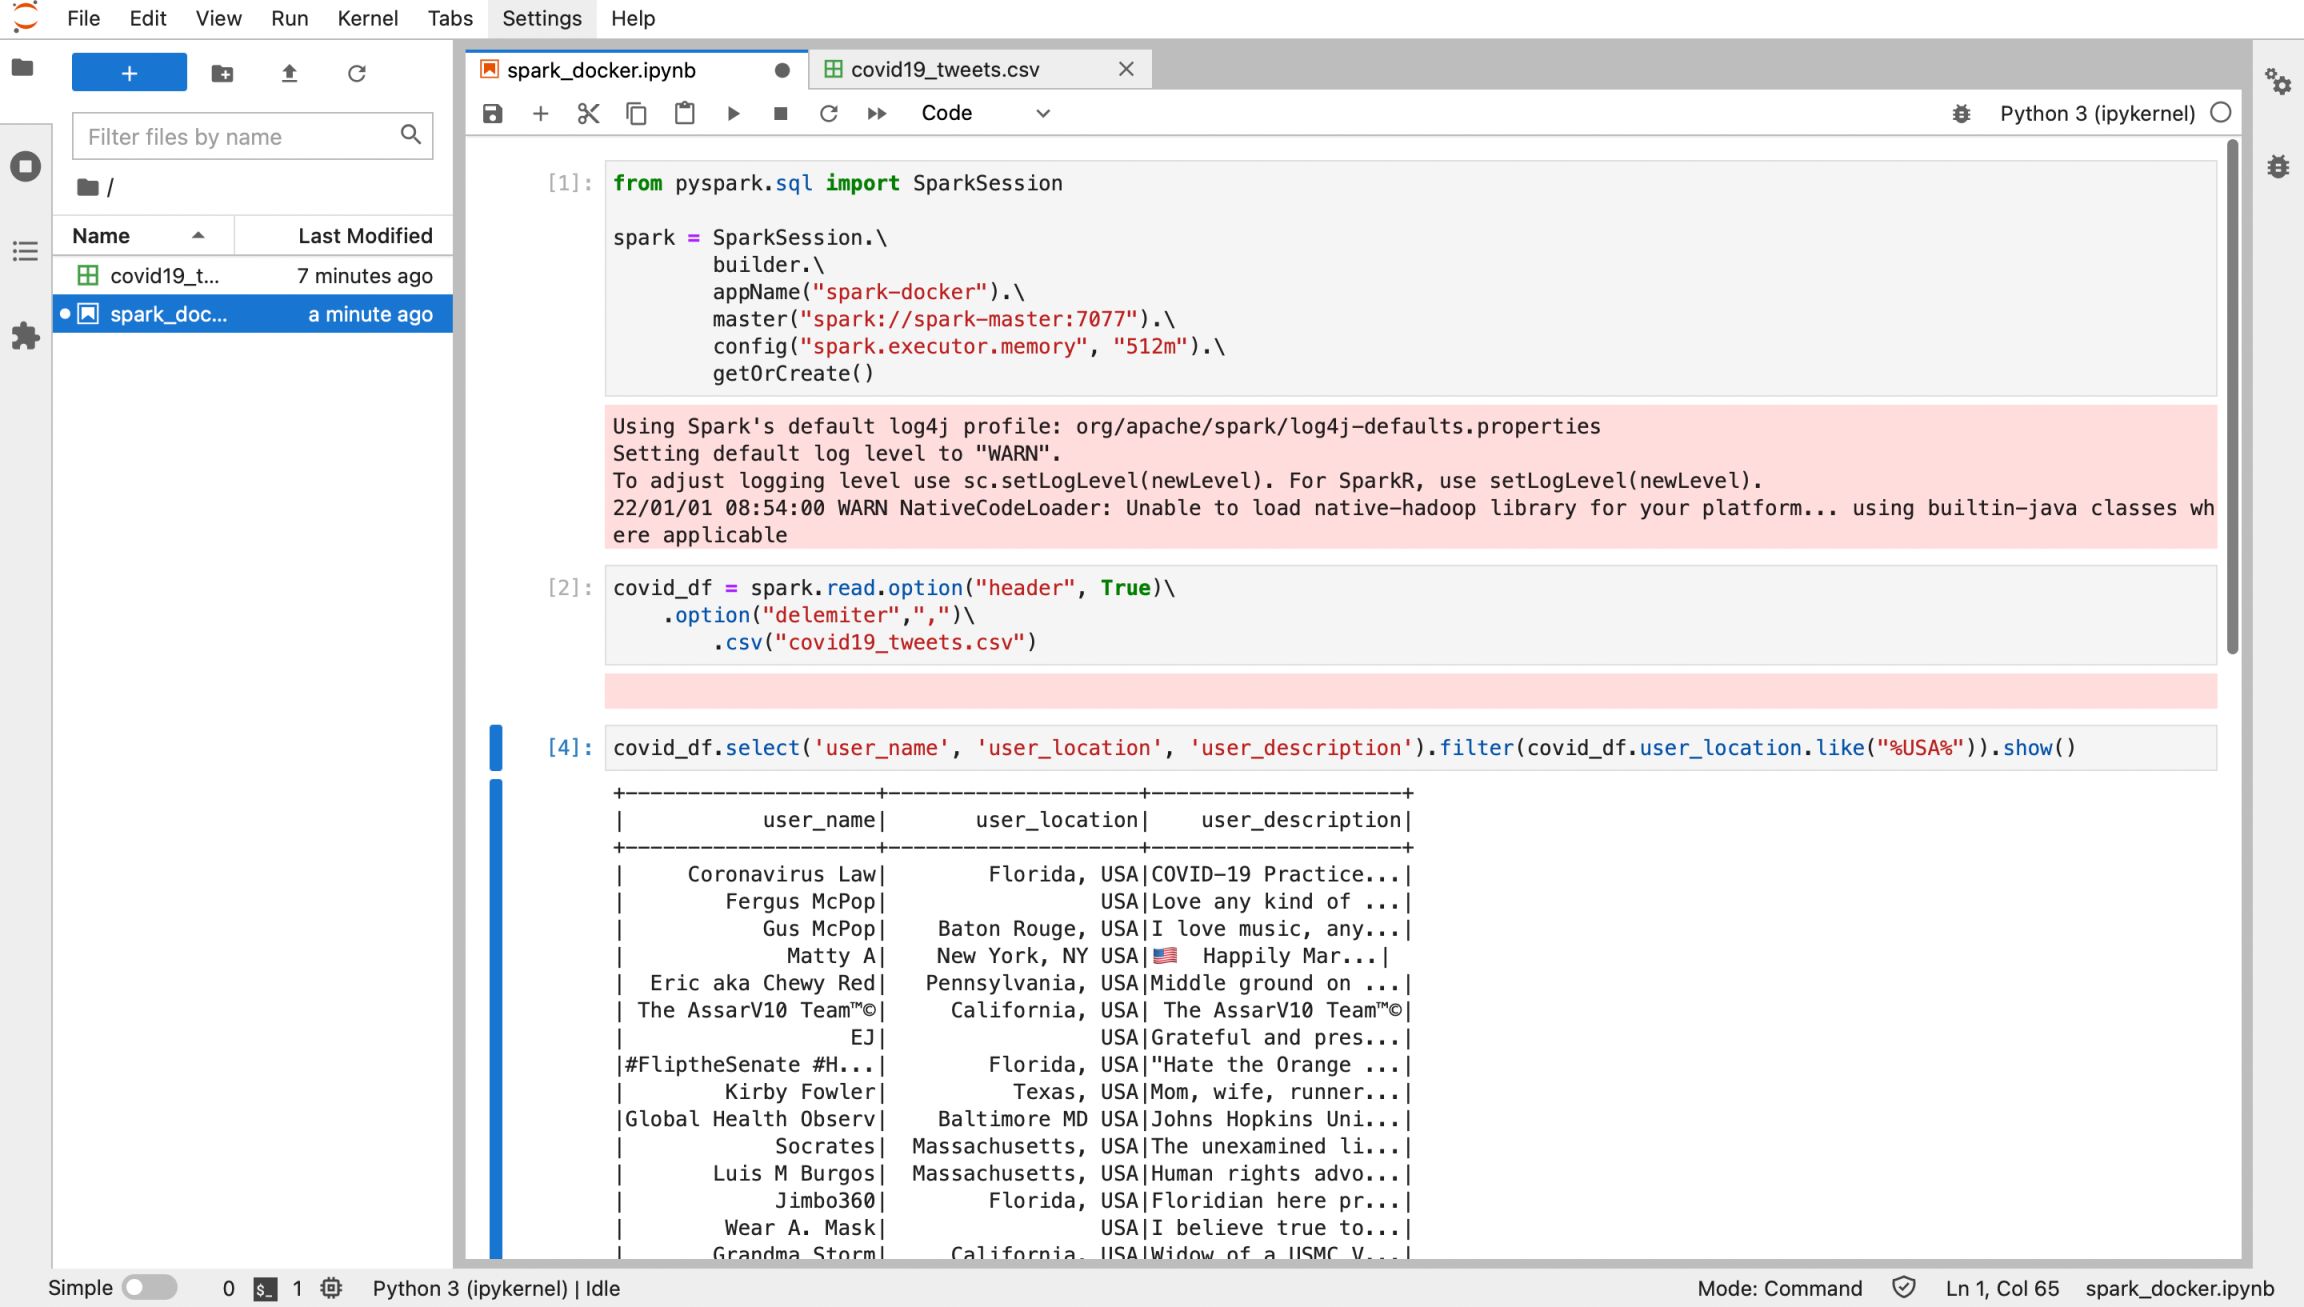 File Edit View Run Kernel Tabs Settings Help
+
Filter files by name
/
Name Last Modified
covid19_t... 7 minutes ago
spark_doc... a minute ago
spark_docker.ipynb covid19_tweets.csv
Code Python 3 (ipykernel)
[1]: from pyspark.sql import SparkSession
spark = SparkSession.\
builder.\
appName("spark-docker").\
master("spark://spark-master:7077").\
config("spark.executor.memory", "512m").\
getOrCreate()
Using Spark's default log4j profile: org/apache/spark/log4j-defaults.properties
Setting default log level to "WARN".
To adjust logging level use sc.setLogLevel(newLevel). For SparkR, use setLogLevel(newLevel).
22/01/01 08:54:00 WARN NativeCodeLoader: Unable to load native-hadoop library for your platform... using builtin-java classes wh
ere applicable
[2]: covid_df = spark.read.option("header", True)\
.option("delemiter",",")\
.csv("covid19_tweets.csv")
[4]: covid_df.select('user_name', 'user_location', 'user_description').filter(covid_df.user_location.like("%USA%")).show()
+--------------------+--------------------+--------------------+
|           user_name|       user_location|    user_description|
+--------------------+--------------------+--------------------+
|     Coronavirus Law|        Florida, USA|COVID-19 Practice...|
|        Fergus McPop|                 USA|Love any kind of ...|
|           Gus McPop|    Baton Rouge, USA|I love music, any...|
|             Matty A|    New York, NY USA|🇺🇸  Happily Mar...|
|  Eric aka Chewy Red|   Pennsylvania, USA|Middle ground on ...|
| The AssarV10 Team™©|     California, USA| The AssarV10 Team™©|
|                  EJ|                 USA|Grateful and pres...|
|#FliptheSenate #H...|        Florida, USA|"Hate the Orange ...|
|        Kirby Fowler|          Texas, USA|Mom, wife, runner...|
|Global Health Observ|    Baltimore MD USA|Johns Hopkins Uni...|
|            Socrates|  Massachusetts, USA|The unexamined li...|
|       Luis M Burgos|  Massachusetts, USA|Human rights advo...|
|            Jimbo360|        Florida, USA|Floridian here pr...|
|        Wear A. Mask|                 USA|I believe true to...|
|       Grandma Storm|     California, USA|Widow of a USMC V...|
Simple 0 $_ 1 Python 3 (ipykernel) | Idle Mode: Command Ln 1, Col 65 spark_docker.ipynb